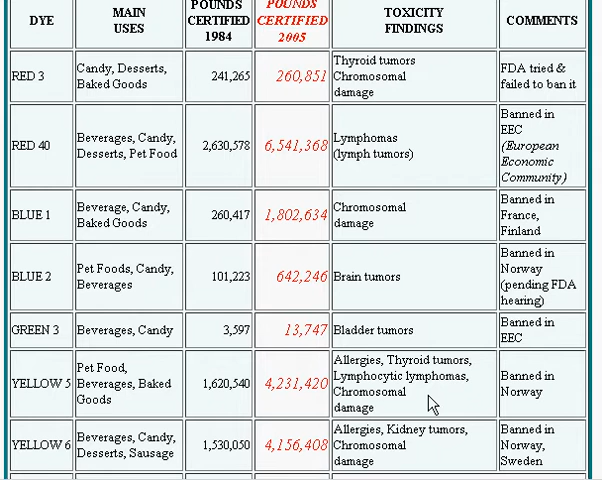 DYE
MAIN
USES
POUNDS
CERTIFIED
1984
POUNDS
CERTIFIED
2005
TOXICITY
FINDINGS
COMMENTS
RED 3
Candy, Desserts,
Baked Goods
241,265
260,851
Thyroid tumors
Chromosomal
damage
FDA tried &
failed to ban it
RED 40
Beverages, Candy,
Desserts, Pet Food
2,630,578
6,541,368
Lymphomas
(lymph tumors)
Banned in
EEC
(European
Economic
Community)
BLUE 1
Beverage, Candy,
Baked Goods
260,417
1,802,634
Chromosomal
damage
Banned in
France,
Finland
BLUE 2
Pet Foods, Candy,
Beverages
101,223
642,246
Brain tumors
Banned in
Norway
(pending FDA
hearing)
GREEN 3
Beverages, Candy
3,597
13,747
Bladder tumors
Banned in
EEC
YELLOW 5
Pet Food,
Beverages, Baked
Goods
1,620,540
4,231,420
Allergies, Thyroid tumors,
Lymphocytic lymphomas,
Chromosomal
damage
Banned in
Norway
YELLOW 6
Beverages, Candy,
Desserts, Sausage
1,530,050
4,156,408
Allergies, Kidney tumors,
Chromosomal
damage
Banned in
Norway,
Sweden